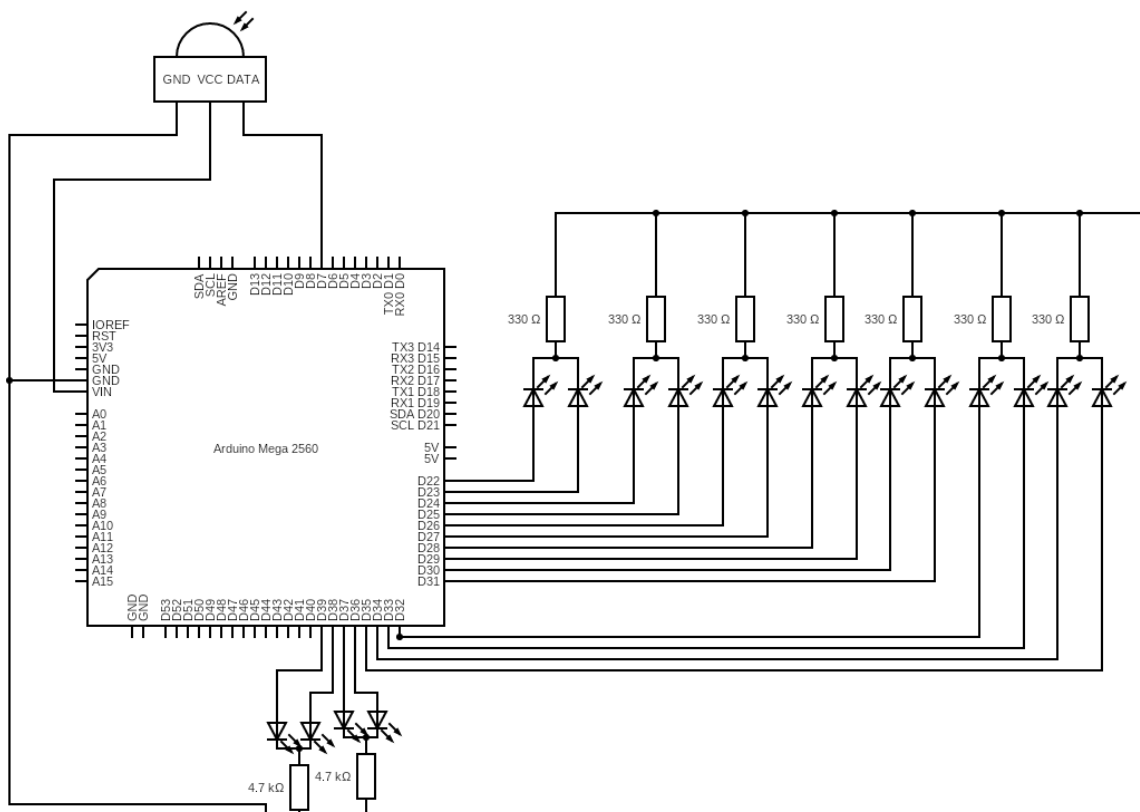 GND VCC DATA
SDA
SCL
AREF
GND
D13
D12
D11
D10
D9
D8
D7
D6
D5
D4
D3
D2
TX0 D1
RX0 D0
IOREF
RST
3V3
5V
GND
GND
VIN
A0
A1
A2
A3
A4
A5
A6
A7
A8
A9
A10
A11
A12
A13
A14
A15
Arduino Mega 2560
TX3 D14
RX3 D15
TX2 D16
RX2 D17
TX1 D18
RX1 D19
SDA D20
SCL D21
5V
5V
D22
D23
D24
D25
D26
D27
D28
D29
D30
D31
GND
GND
D53
D52
D51
D50
D49
D48
D47
D46
D45
D44
D43
D42
D41
D40
D39
D38
D37
D36
D35
D34
D33
D32
330 Ω
330 Ω
330 Ω
330 Ω
330 Ω
330 Ω
330 Ω
4.7 kΩ
4.7 kΩ